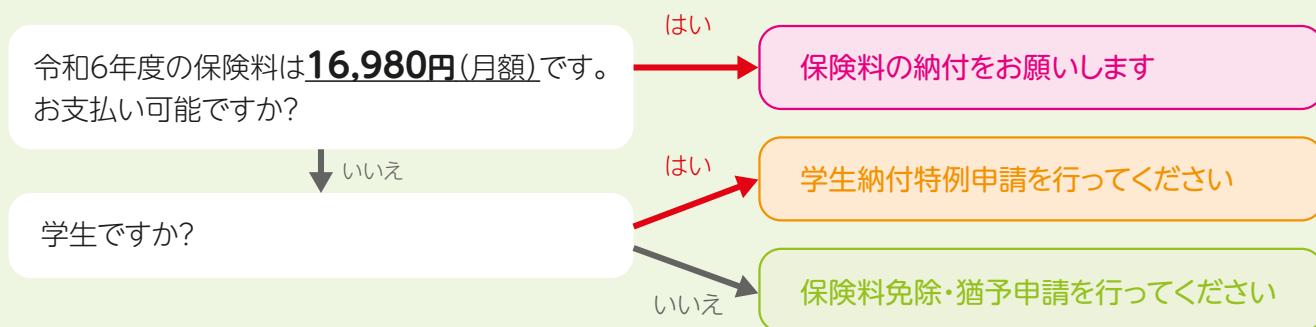 はい
令和6年度の保険料は16,980円(月額)です。
お支払い可能ですか?
保険料の納付をお願いします
いいえ
はい
学生納付特例申請を行ってください
学生ですか?
いいえ
保険料免除・猶予申請を行ってください